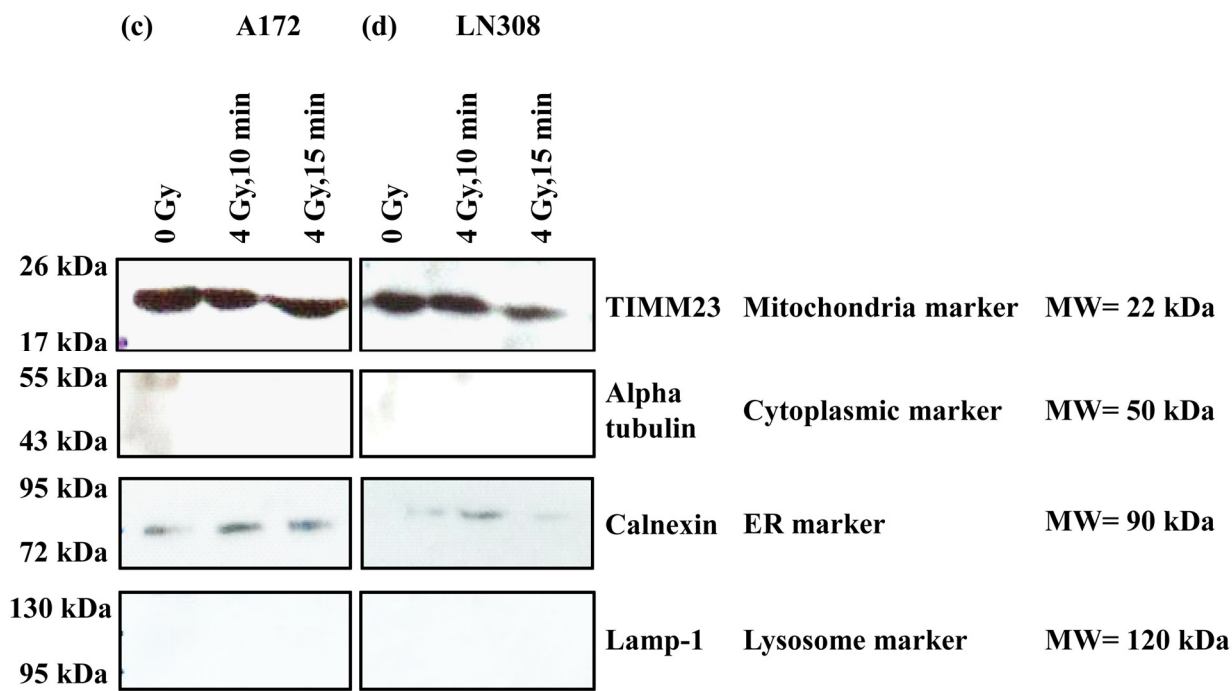 (c) A172 (d) LN308
0 Gy
4 Gy,10 min
4 Gy,15 min
0 Gy
4 Gy,10 min
4 Gy,15 min
26 kDa
TIMM23 Mitochondria marker MW= 22 kDa
17 kDa
55 kDa
Alpha
tubulin Cytoplasmic marker MW= 50 kDa
43 kDa
95 kDa
Calnexin ER marker MW= 90 kDa
72 kDa
130 kDa
Lamp-1 Lysosome marker MW= 120 kDa
95 kDa